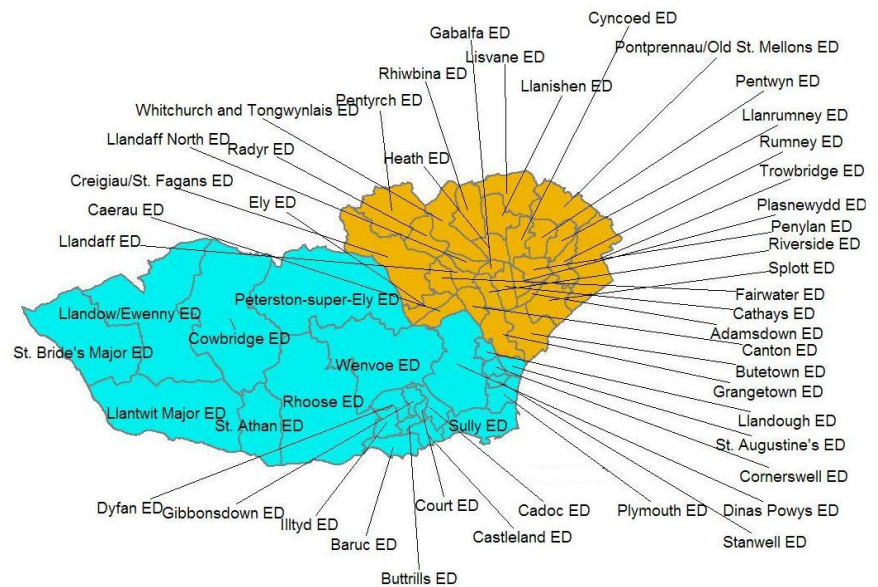 Cyncoed ED
Gabalfa ED
Pontprennau/Old St. Mellons ED
Lisvane ED
Rhiwbina ED
Llanishen ED
Pentwyn ED
Pentyrch ED
Whitchurch and Tongwynlais ED
Llanrumney ED
Llandaff North ED
Rumney ED
Radyr ED
Heath ED
Trowbridge ED
Creigiau/St. Fagans ED
Ely ED
Plasnewydd ED
Caerau ED
Penylan ED
Llandaff ED
Riverside ED
Splott ED
Peterston-super-Ely ED
Fairwater ED
Llandow/Ewenny ED
Cathays ED
Cowbridge ED
Adamsdown ED
St. Bride's Major ED
Canton ED
Wenvoe ED
Butetown ED
Grangetown ED
Rhoose ED
Llantwit Major ED
Llandough ED
St. Athan ED
Sully ED
St. Augustine's ED
Cornerswell ED
Dyfan ED
Gibbonsdown ED
Court ED
Cadoc ED
Plymouth ED
Dinas Powys ED
Illtyd ED
Castleland ED
Baruc ED
Stanwell ED
Buttrills ED